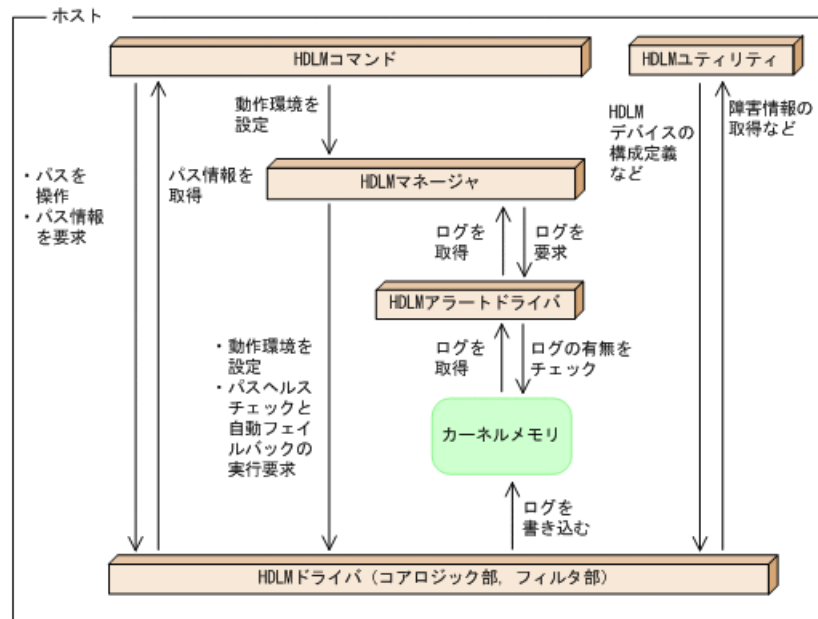 ホスト
HDLMコマンド
HDLMユティリティ
動作環境を
設定
・パスを
操作
・パス情報
を要求
パス情報を
取得
HDLM
デバイスの
構成定義
など
障害情報の
取得など
HDLMマネージャ
ログを
取得
ログを
要求
HDLMアラートドライバ
・動作環境を
設定
・パスヘルス
チェックと
自動フェイ
ルバックの
実行要求
ログを
取得
ログの有無を
チェック
カーネルメモリ
ログを
書き込む
HDLMドライバ（コアロジック部，フィルタ部）